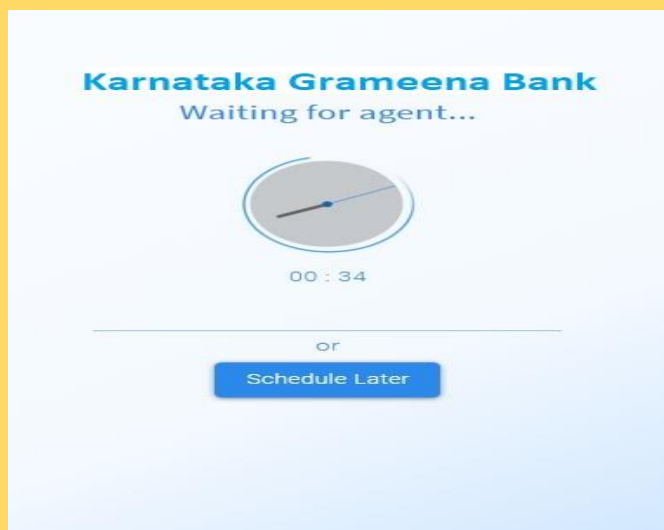 Karnataka Grameena Bank
Waiting for agent...
00 : 34
or
Schedule Later